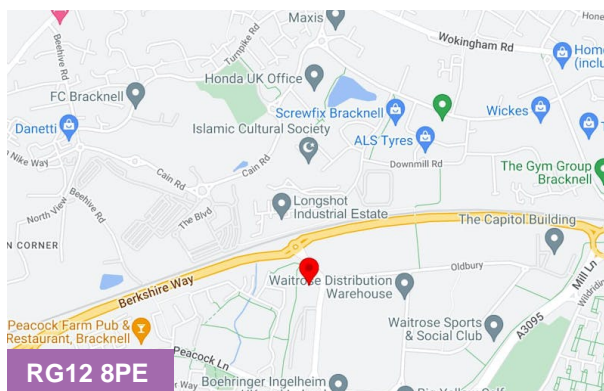 Maxis
Wokingham Rd
Turnpike Rd
Beehive Rd
Honda UK Office
FC Bracknell
Screwfix Bracknell
Wickes
Danetti
Islamic Cultural Society
ALS Tyres
Downmill Rd
n Nike Way
Cain Rd
Cain Rd
The Gym Group
Bracknell
Beehive Rd
North View
The Blvd
Longshot
Industrial Estate
The Capitol Building
N CORNER
Berkshire Way
Waitrose Distribution
Warehouse
Oldbury
Mill Ln
Wildriding
Peacock Farm Pub &
Restaurant, Bracknell
Waitrose Sports
& Social Club
A3095
Peacock Ln
RG12 8PE
er Way
Boehringer Ingelheim